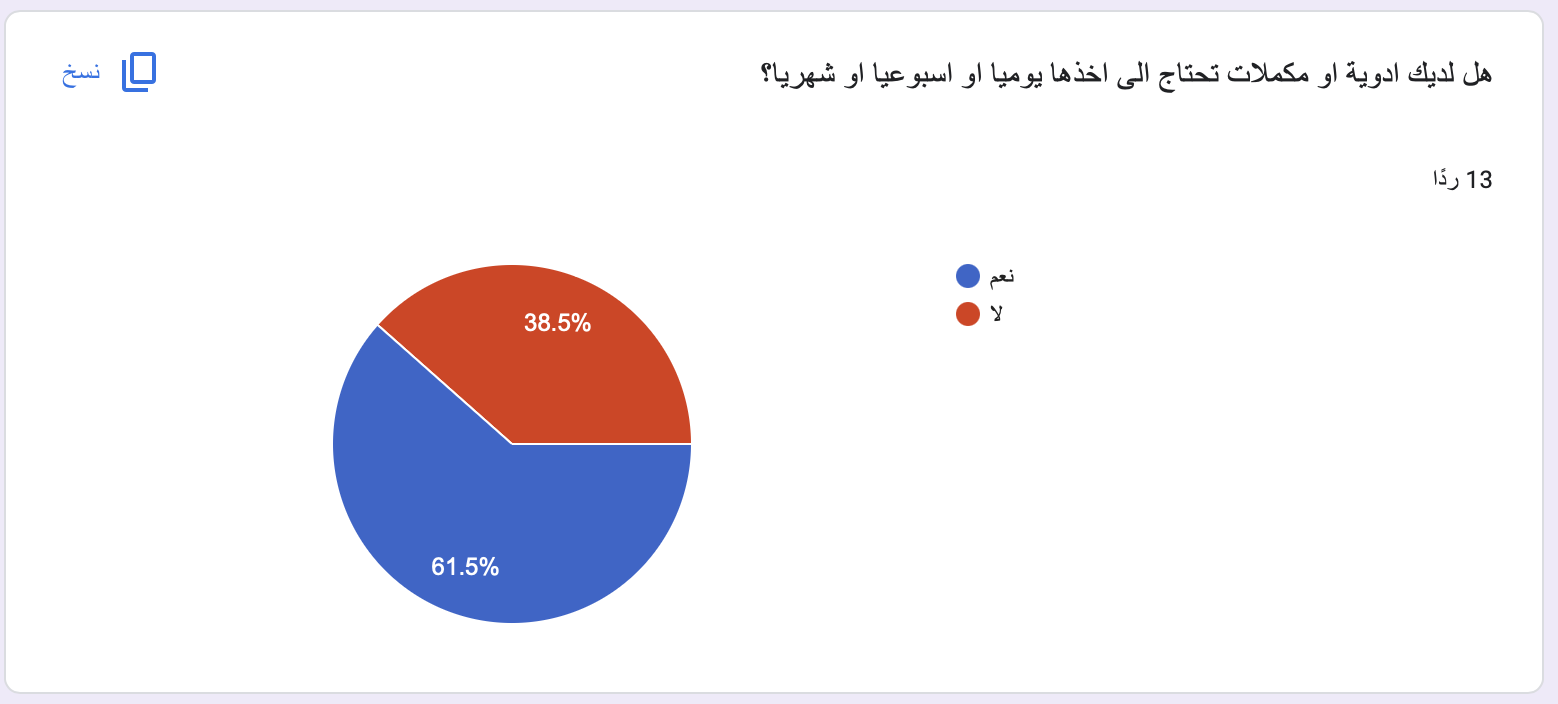 هل لديك ادوية او مكملات تحتاج الى اخذها يوميا او اسبوعيا او شهريا؟
نسخ
13 ردًا
نعم
لا
38.5%
61.5%